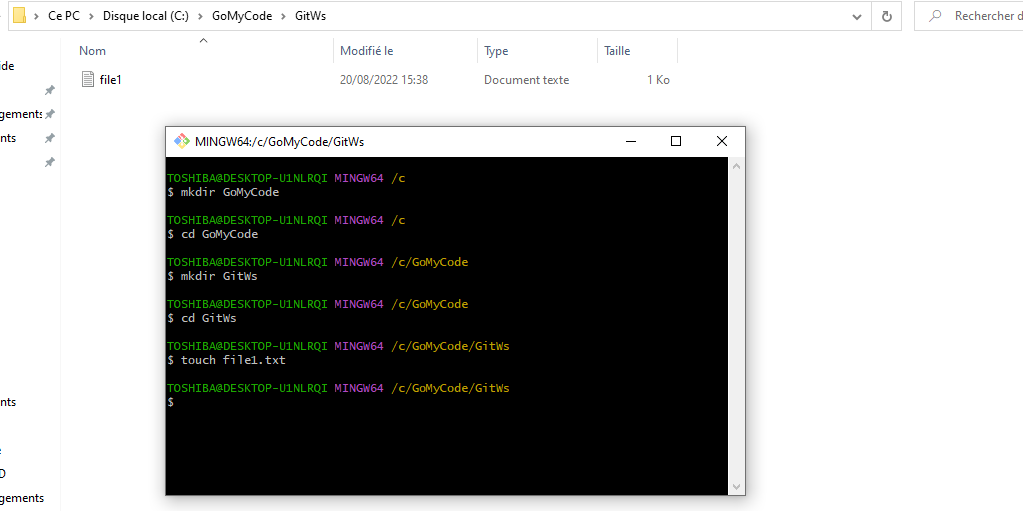 Ce PC > Disque local (C:) > GoMyCode > GitWs
Rechercher d
Nom Modifié le Type Taille
file1 20/08/2022 15:38 Document texte 1 Ko
ide
gements
nts
nts
D
gements
MINGW64:/c/GoMyCode/GitWs
TOSHIBA@DESKTOP-U1NLRQI MINGW64 /c
$ mkdir GoMyCode
TOSHIBA@DESKTOP-U1NLRQI MINGW64 /c
$ cd GoMyCode
TOSHIBA@DESKTOP-U1NLRQI MINGW64 /c/GoMyCode
$ mkdir GitWs
TOSHIBA@DESKTOP-U1NLRQI MINGW64 /c/GoMyCode
$ cd GitWs
TOSHIBA@DESKTOP-U1NLRQI MINGW64 /c/GoMyCode/GitWs
$ touch file1.txt
TOSHIBA@DESKTOP-U1NLRQI MINGW64 /c/GoMyCode/GitWs
$